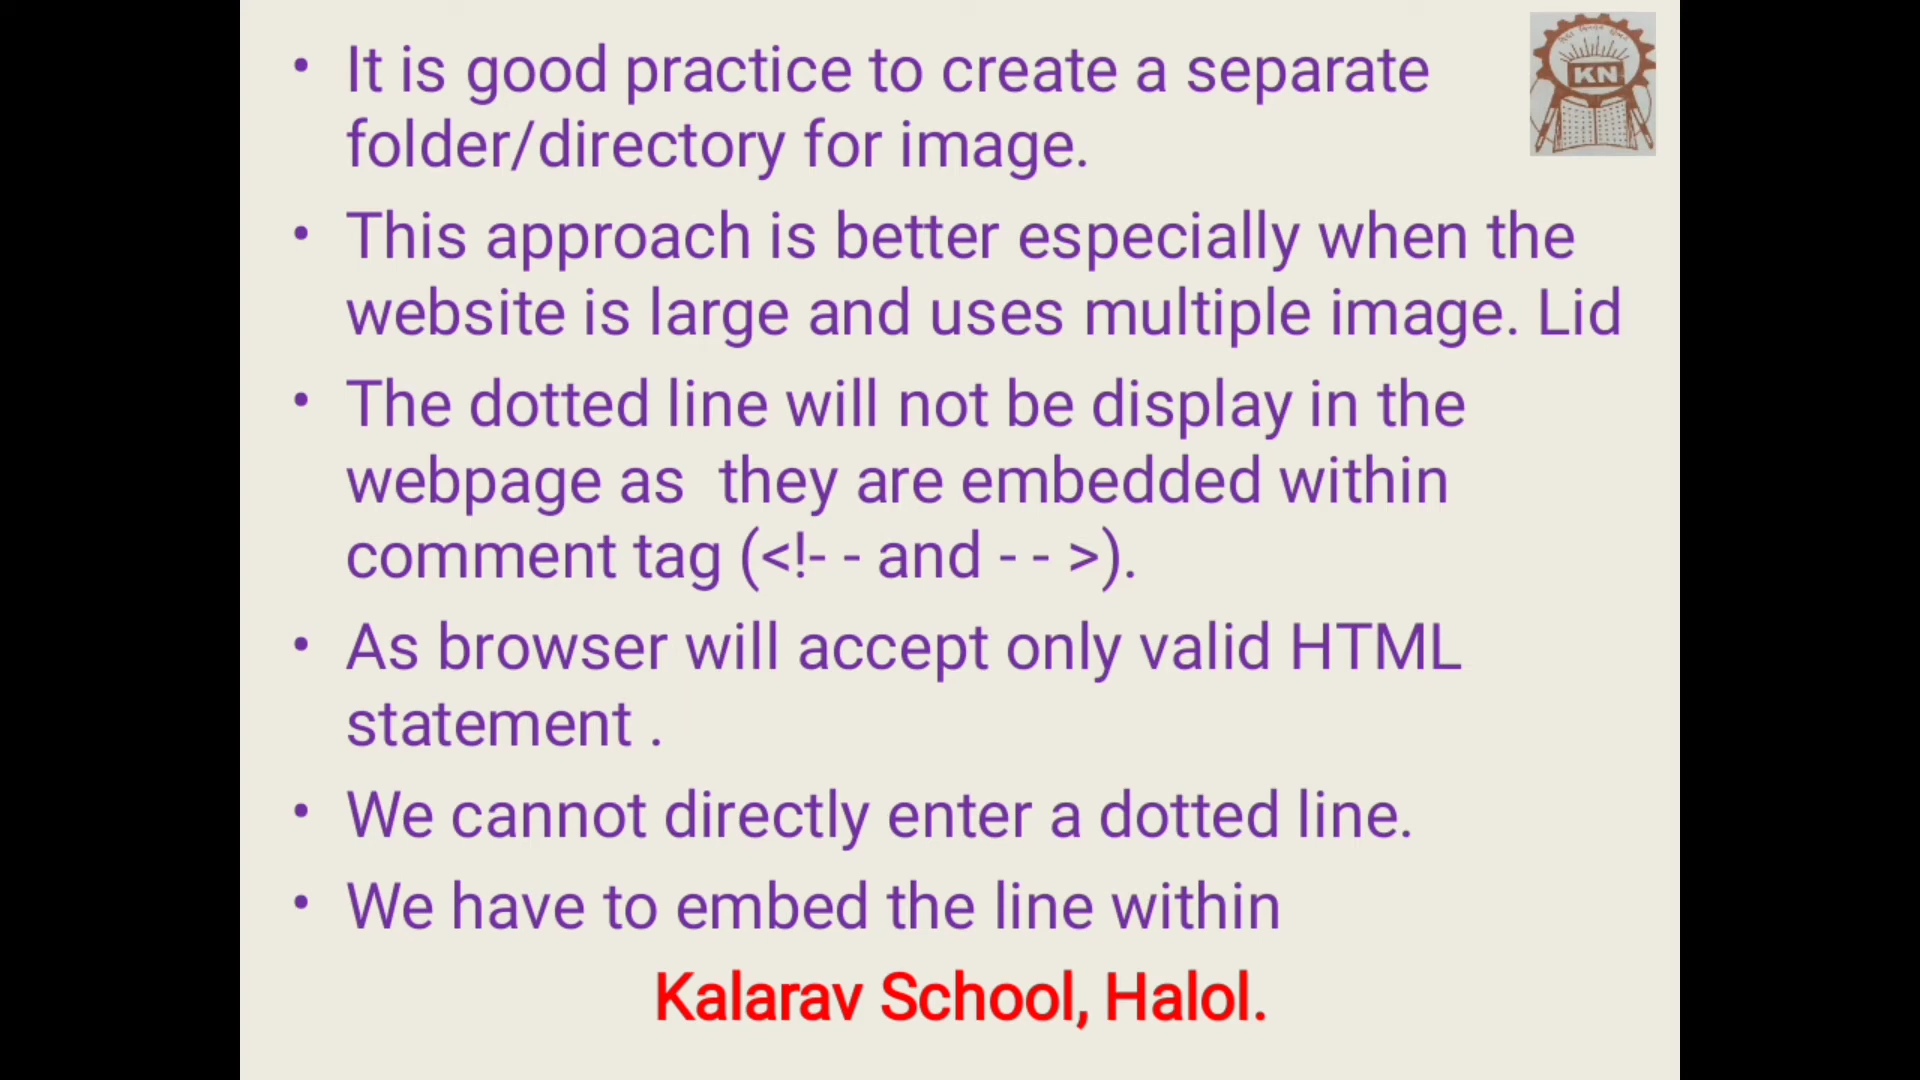 • It is good practice to create a separate
folder/directory for image.
• This approach is better especially when the
website is large and uses multiple image. Lid
• The dotted line will not be display in the
webpage as  they are embedded within
comment tag (<!- - and - - >).
• As browser will accept only valid HTML
statement .
• We cannot directly enter a dotted line.
• We have to embed the line within
Kalarav School, Halol.
KN